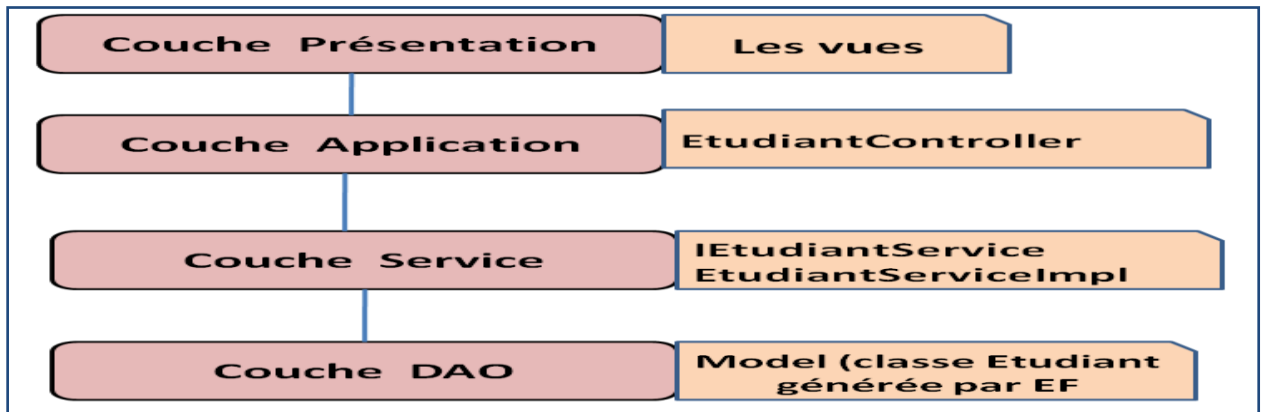 Couche Présentation
Les vues
Couche Application
EtudiantController
Couche Service
IEtudiantService
EtudiantServiceImpl
Couche DAO
Model (classe Etudiant
générée par EF